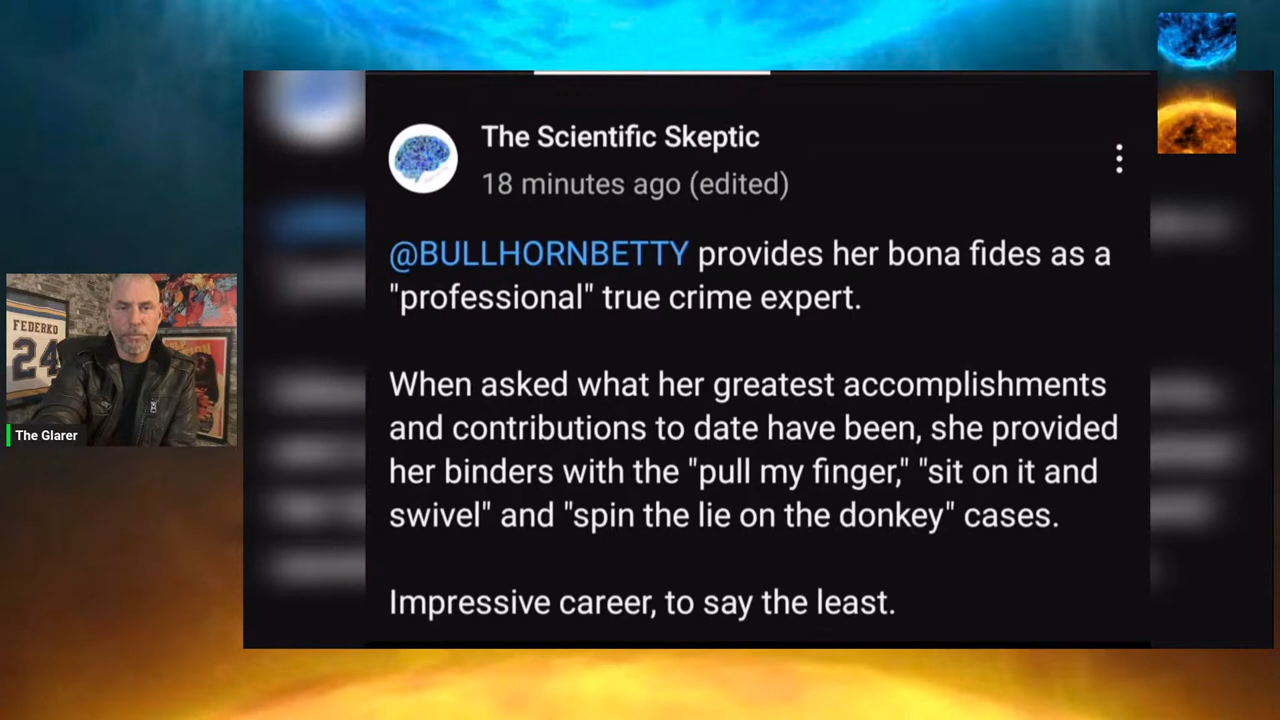 The Scientific Skeptic
18 minutes ago (edited)
@BULLHORNBETTY provides her bona fides as a
"professional" true crime expert.
When asked what her greatest accomplishments
and contributions to date have been, she provided
her binders with the "pull my finger," "sit on it and
swivel" and "spin the lie on the donkey" cases.
Impressive career, to say the least.
FEDERKO
24
The Glarer